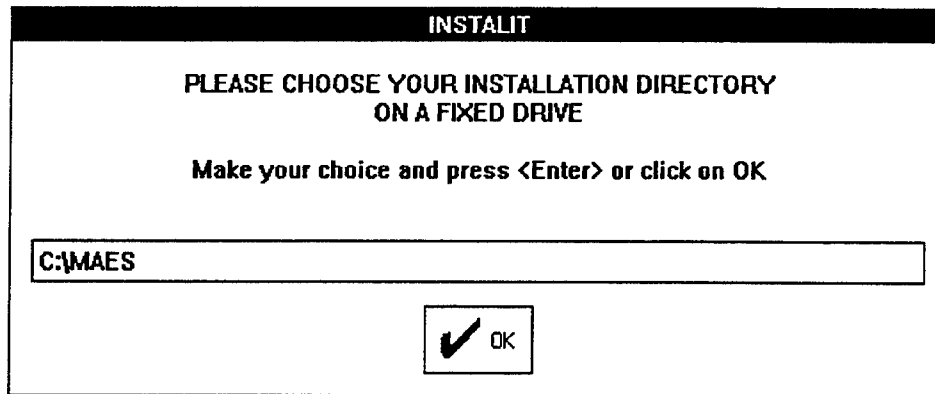 INSTALIT
PLEASE CHOOSE YOUR INSTALLATION DIRECTORY
ON A FIXED DRIVE
Make your choice and press <Enter> or click on OK
C:\MAES
OK